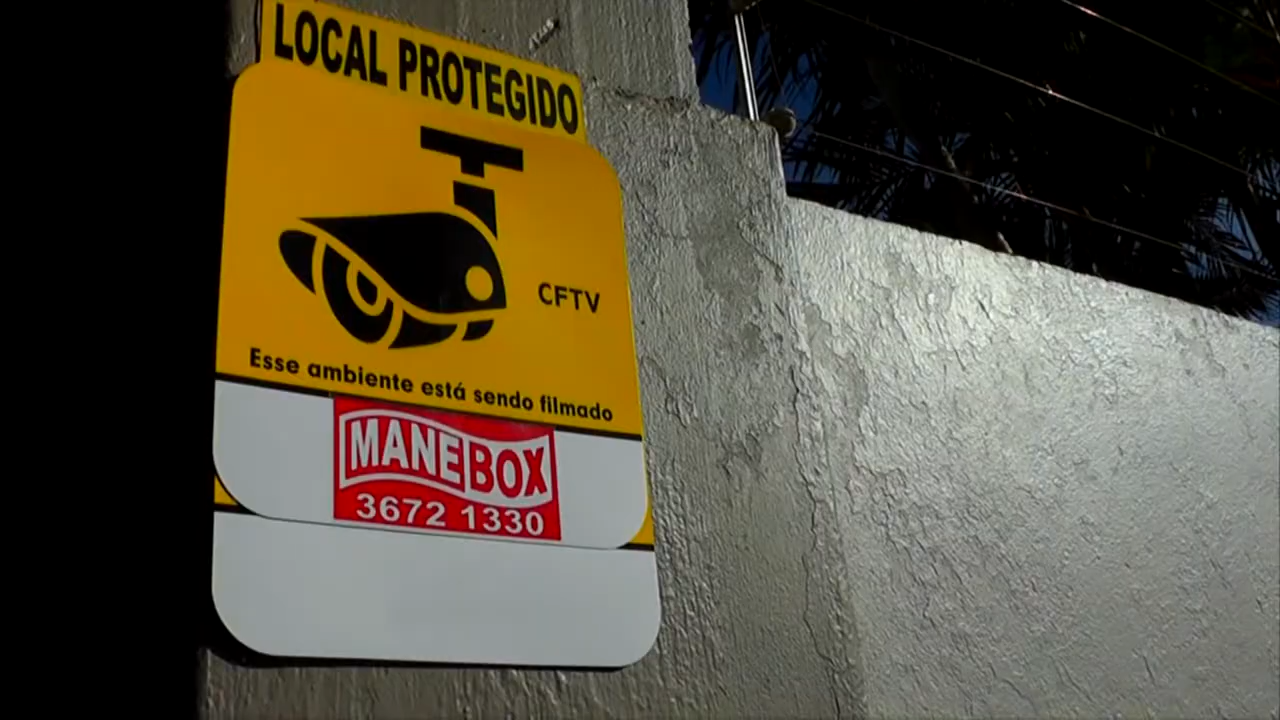 LOCAL PROTEGIDO
CFTV
Esse ambiente está sendo filmado
MANEBOX
3672 1330